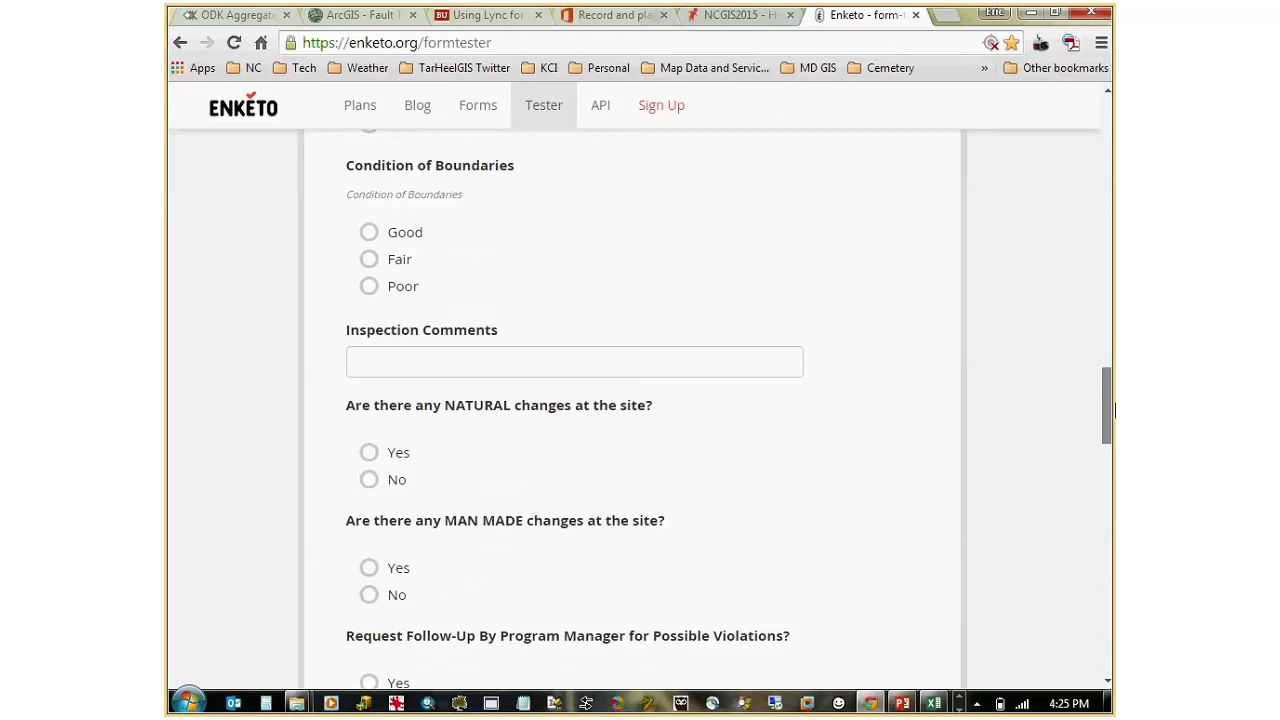 ODK Aggregate
ArcGIS - Fault T
Using Lync for
Record and pla
NCGIS2015 - H
Enketo - form-t
Eric
https://enketo.org/formtester
Apps NC Tech Weather TarHeelGIS Twitter KCI Personal Map Data and Servic... MD GIS Cemetery » Other bookmarks
ENKETO Plans Blog Forms Tester API Sign Up
Condition of Boundaries
Condition of Boundaries
Good
Fair
Poor
Inspection Comments
Are there any NATURAL changes at the site?
Yes
No
Are there any MAN MADE changes at the site?
Yes
No
Request Follow-Up By Program Manager for Possible Violations?
Yes
4:25 PM